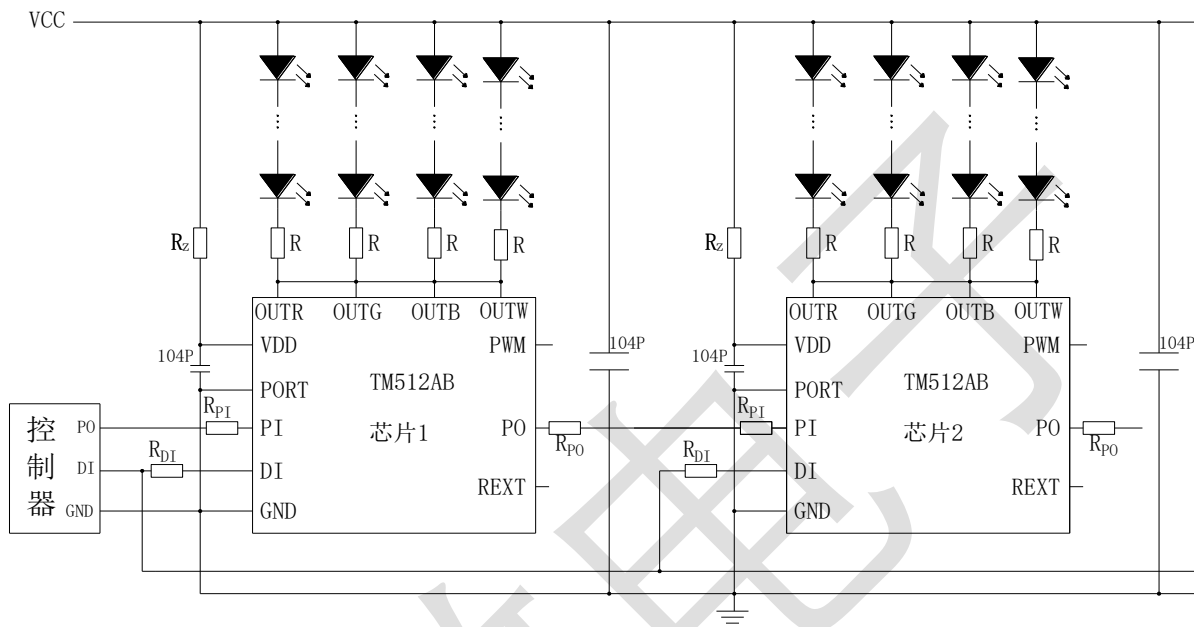 VCC
Rz
R
R
R
R
Rz
R
R
R
R
OUTR OUTG OUTB OUTW
OUTR OUTG OUTB OUTW
104P
VDD
PWM
104P
104P
VDD
PWM
104P
PORT
TM512AB
PORT
TM512AB
控制器
PO
DI
GND
RPI
PI
芯片1
PO
RPO
RPI
PI
芯片2
PO
RPO
RDI
DI
RDI
DI
REXT
REXT
GND
GND
电子